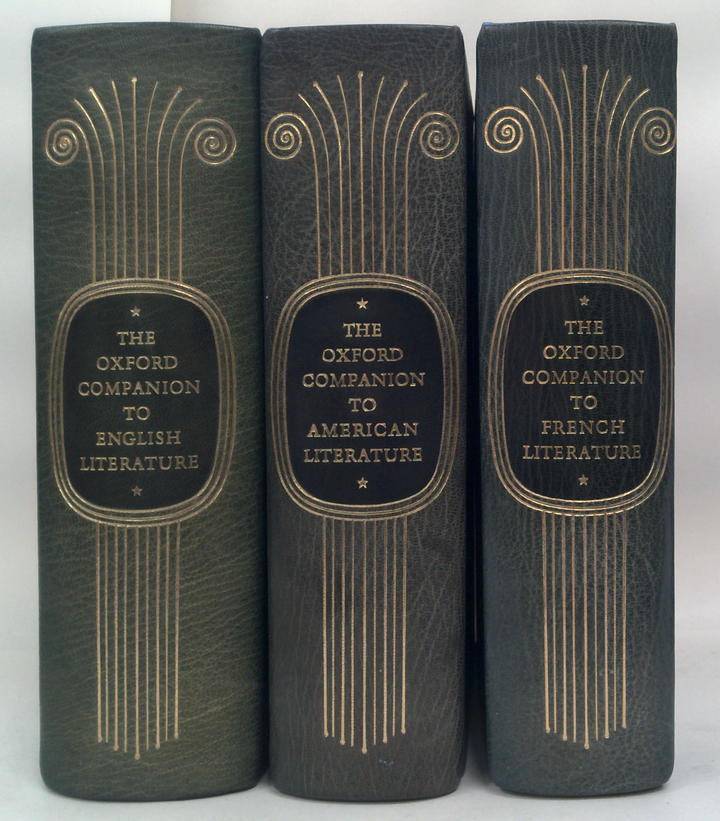 THE
OXFORD
COMPANION
TO
ENGLISH
LITERATURE
THE
OXFORD
COMPANION
TO
AMERICAN
LITERATURE
THE
OXFORD
COMPANION
TO
FRENCH
LITERATURE